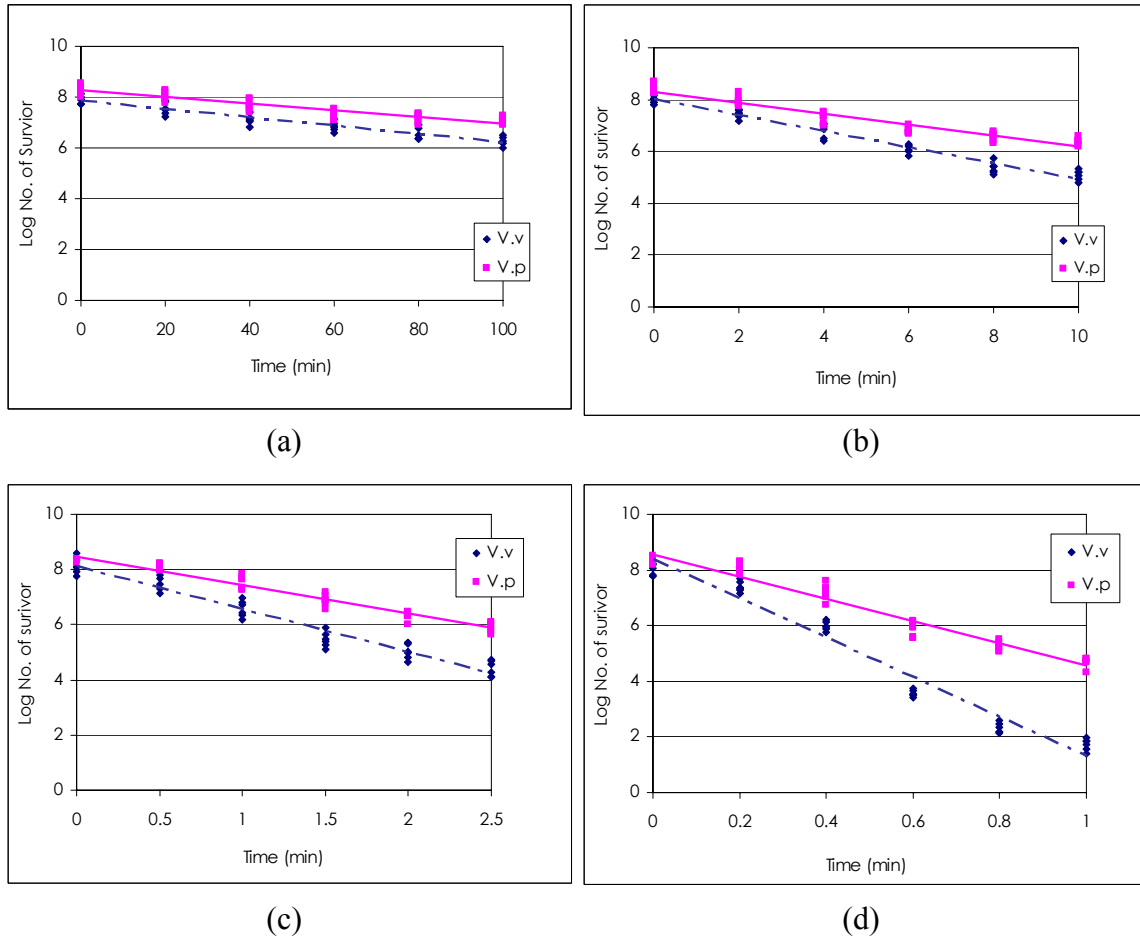 10
8
6
4
2
0
Log No. of Survior
0 20 40 60 80 100
Time (min)
V.v
V.p
(a)
10
8
6
4
2
0
Log No. of surivor
0 2 4 6 8 10
Time (min)
V.v
V.p
(b)
10
8
6
4
2
0
Log No. of surivor
0 0.5 1 1.5 2 2.5
Time (min)
V.v
V.p
(c)
10
8
6
4
2
0
Log No. of surivor
0 0.2 0.4 0.6 0.8 1
Time (min)
V.v
V.p
(d)